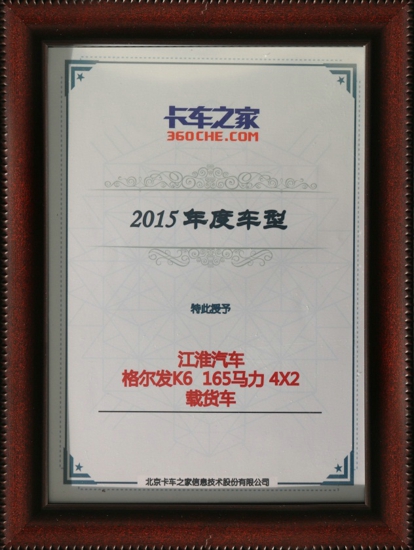 卡车之家
360CHE.COM
2015年度车型
特此授予
江淮汽车
格尔发K6 165马力 4X2
载货车
北京卡车之家信息技术股份有限公司